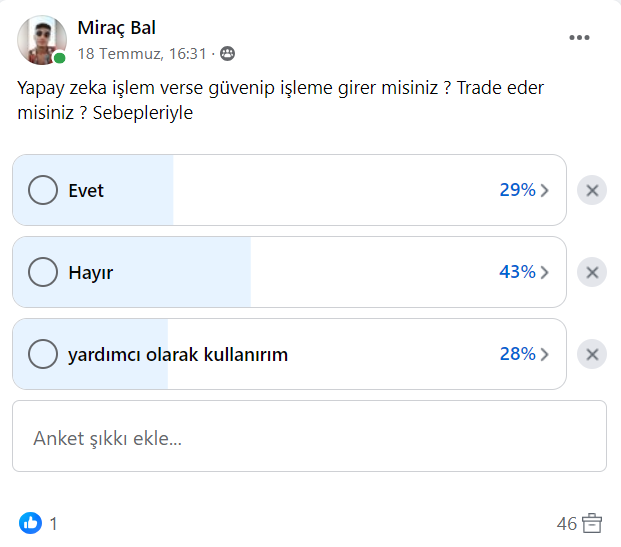 Miraç Bal
18 Temmuz, 16:31 ·
Yapay zeka işlem verse güvenip işleme girer misiniz ? Trade eder
misiniz ? Sebepleriyle
Evet 29%
Hayır 43%
yardımcı olarak kullanırım 28%
Anket şıkkı ekle...
1 46